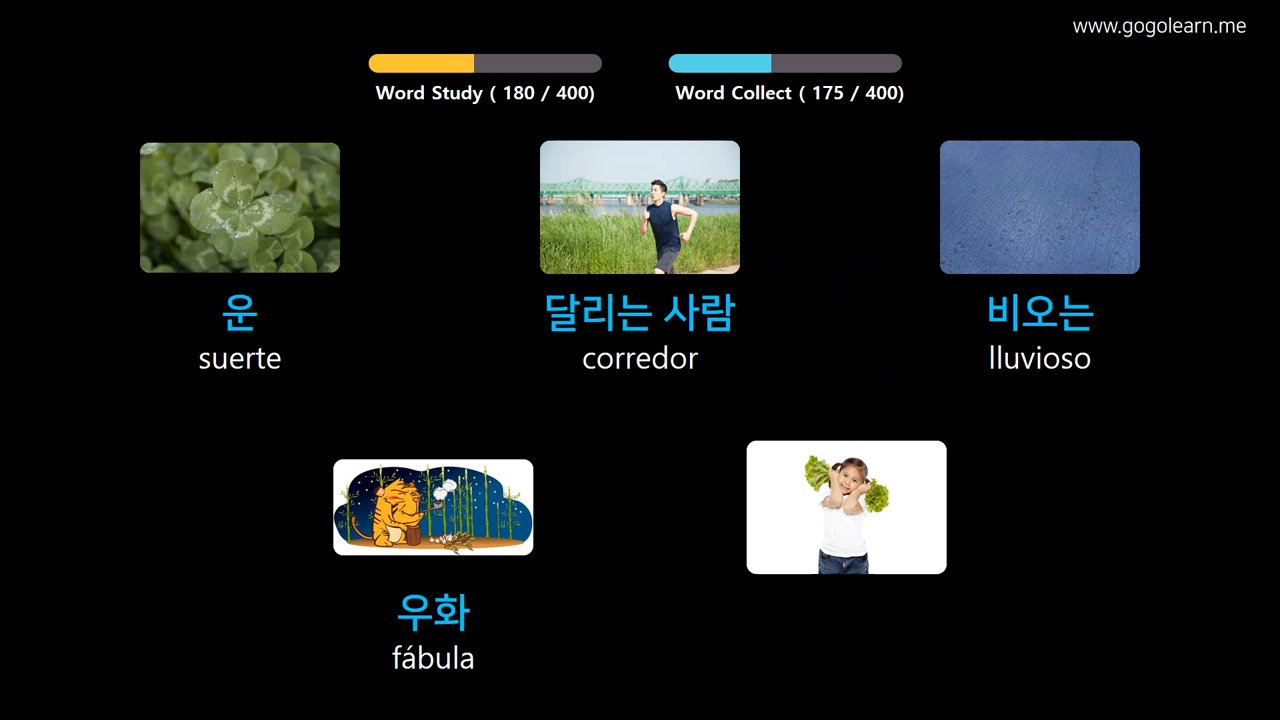 www.gogolearn.me
Word Study ( 180 / 400)
Word Collect ( 175 / 400)
운
suerte
달리는 사람
corredor
비오는
lluvioso
우화
fábula